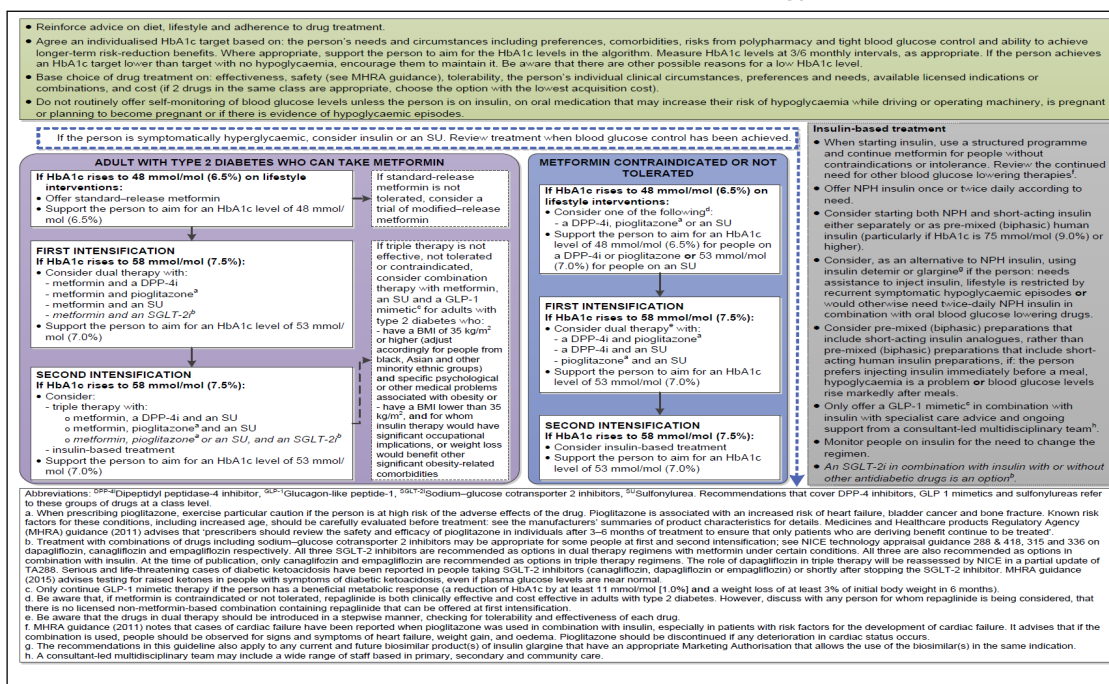 • Reinforce advice on diet, lifestyle and adherence to drug treatment.
• Agree an individualised HbA1c target based on: the person's needs and circumstances including preferences, comorbidities, risks from polypharmacy and tight blood glucose control and ability to achieve
longer-term risk-reduction benefits. Where appropriate, support the person to aim for the HbA1c levels in the algorithm. Measure HbA1c levels at 3/6 monthly intervals, as appropriate. If the person achieves
an HbA1c target lower than target with no hypoglycaemia, encourage them to maintain it. Be aware that there are other possible reasons for a low HbA1c level.
• Base choice of drug treatment on: effectiveness, safety (see MHRA guidance), tolerability, the person's individual clinical circumstances, preferences and needs, available licensed indications or
combinations, and cost (if 2 drugs in the same class are appropriate, choose the option with the lowest acquisition cost).
• Do not routinely offer self-monitoring of blood glucose levels unless the person is on insulin, on oral medication that may increase their risk of hypoglycaemia while driving or operating machinery, is pregnant
or planning to become pregnant or if there is evidence of hypoglycaemic episodes.
If the person is symptomatically hyperglycaemic, consider insulin or an SU. Review treatment when blood glucose control has been achieved.
ADULT WITH TYPE 2 DIABETES WHO CAN TAKE METFORMIN
If HbA1c rises to 48 mmol/mol (6.5%) on lifestyle
interventions:
• Offer standard–release metformin
• Support the person to aim for an HbA1c level of 48 mmol/
mol (6.5%)
If standard-release
metformin is not
tolerated, consider a
trial of modified–release
metformin
FIRST INTENSIFICATION
If HbA1c rises to 58 mmol/mol (7.5%):
• Consider dual therapy with:
- metformin and a DPP-4i
- metformin and pioglitazoneᵃ
- metformin and an SU
- metformin and an SGLT-2iᵇ
• Support the person to aim for an HbA1c level of 53 mmol/
mol (7.0%)
SECOND INTENSIFICATION
If HbA1c rises to 58 mmol/mol (7.5%):
• Consider:
- triple therapy with:
o metformin, a DPP-4i and an SU
o metformin, pioglitazoneᵃ and an SU
o metformin, pioglitazoneᵃ or an SU, and an SGLT-2iᵇ
- insulin-based treatment
• Support the person to aim for an HbA1c level of 53 mmol/
mol (7.0%)
If triple therapy is not
effective, not tolerated
or contraindicated,
consider combination
therapy with metformin,
an SU and a GLP-1
mimeticᶜ for adults with
type 2 diabetes who:
- have a BMI of 35 kg/m²
or higher (adjust
accordingly for people from
black, Asian and other
minority ethnic groups)
and specific psychological
or other medical problems
associated with obesity or
- have a BMI lower than 35
kg/m², and for whom
insulin therapy would have
significant occupational
implications, or weight loss
would benefit other
significant obesity-related
comorbidities
METFORMIN CONTRAINDICATED OR NOT
TOLERATED
If HbA1c rises to 48 mmol/mol (6.5%) on
lifestyle interventions:
• Consider one of the followingᵈ:
- a DPP-4i, pioglitazoneᵃ or an SU
• Support the person to aim for an HbA1c
level of 48 mmol/mol (6.5%) for people on
a DPP-4i or pioglitazone or 53 mmol/mol
(7.0%) for people on an SU
FIRST INTENSIFICATION
If HbA1c rises to 58 mmol/mol (7.5%):
• Consider dual therapyᵉ with:
- a DPP-4i and pioglitazoneᵃ
- a DPP-4i and an SU
- pioglitazoneᵃ and an SU
• Support the person to aim for an HbA1c
level of 53 mmol/mol (7.0%)
SECOND INTENSIFICATION
If HbA1c rises to 58 mmol/mol (7.5%):
• Consider insulin-based treatment
• Support the person to aim for an HbA1c
level of 53 mmol/mol (7.0%)
Insulin-based treatment
• When starting insulin, use a structured programme
and continue metformin for people without
contraindications or intolerance. Review the continued
need for other blood glucose lowering therapiesᶠ.
• Offer NPH insulin once or twice daily according to
need.
• Consider starting both NPH and short-acting insulin
either separately or as pre-mixed (biphasic) human
insulin (particularly if HbA1c is 75 mmol/mol (9.0%) or
higher).
• Consider, as an alternative to NPH insulin, using
insulin detemir or glargineᵍ if the person: needs
assistance to inject insulin, lifestyle is restricted by
recurrent symptomatic hypoglycaemic episodes or
would otherwise need twice-daily NPH insulin in
combination with oral blood glucose lowering drugs.
• Consider pre-mixed (biphasic) preparations that
include short-acting insulin analogues, rather than
pre-mixed (biphasic) preparations that include short-
acting human insulin preparations, if: the person
prefers injecting insulin immediately before a meal,
hypoglycaemia is a problem or blood glucose levels
rise markedly after meals.
• Only offer a GLP-1 mimeticᶜ in combination with
insulin with specialist care advice and ongoing
support from a consultant-led multidisciplinary teamʰ.
• Monitor people on insulin for the need to change the
regimen.
• An SGLT-2i in combination with insulin with or without
other antidiabetic drugs is an optionᵇ.
Abbreviations: DPP-4iDipeptidyl peptidase-4 inhibitor, GLP-1Glucagon-like peptide-1, SGLT-2iSodium–glucose cotransporter 2 inhibitors, SUSulfonylurea. Recommendations that cover DPP-4 inhibitors, GLP 1 mimetics and sulfonylureas refer
to these groups of drugs at a class level.
a. When prescribing pioglitazone, exercise particular caution if the person is at high risk of the adverse effects of the drug. Pioglitazone is associated with an increased risk of heart failure, bladder cancer and bone fracture. Known risk
factors for these conditions, including increased age, should be carefully evaluated before treatment: see the manufacturers' summaries of product characteristics for details. Medicines and Healthcare products Regulatory Agency
(MHRA) guidance (2011) advises that 'prescribers should review the safety and efficacy of pioglitazone in individuals after 3–6 months of treatment to ensure that only patients who are deriving benefit continue to be treated'.
b. Treatment with combinations of drugs including sodium–glucose cotransporter 2 inhibitors may be appropriate for some people at first and second intensification; see NICE technology appraisal guidance 288 & 418, 315 and 336 on
dapagliflozin, canagliflozin and empagliflozin respectively. All three SGLT-2 inhibitors are recommended as options in dual therapy regimens with metformin under certain conditions. All three are also recommended as options in
combination with insulin. At the time of publication, only canagliflozin and empagliflozin are recommended as options in triple therapy regimens. The role of dapagliflozin in triple therapy will be reassessed by NICE in a partial update of
TA288. Serious and life-threatening cases of diabetic ketoacidosis have been reported in people taking SGLT-2 inhibitors (canagliflozin, dapagliflozin or empagliflozin) or shortly after stopping the SGLT-2 inhibitor. MHRA guidance
(2015) advises testing for raised ketones in people with symptoms of diabetic ketoacidosis, even if plasma glucose levels are near normal.
c. Only continue GLP-1 mimetic therapy if the person has a beneficial metabolic response (a reduction of HbA1c by at least 11 mmol/mol [1.0%] and a weight loss of at least 3% of initial body weight in 6 months).
d. Be aware that, if metformin is contraindicated or not tolerated, repaglinide is both clinically effective and cost effective in adults with type 2 diabetes. However, discuss with any person for whom repaglinide is being considered, that
there is no licensed non-metformin-based combination containing repaglinide that can be offered at first intensification.
e. Be aware that the drugs in dual therapy should be introduced in a stepwise manner, checking for tolerability and effectiveness of each drug.
f. MHRA guidance (2011) notes that cases of cardiac failure have been reported when pioglitazone was used in combination with insulin, especially in patients with risk factors for the development of cardiac failure. It advises that if the
combination is used, people should be observed for signs and symptoms of heart failure, weight gain, and oedema. Pioglitazone should be discontinued if any deterioration in cardiac status occurs.
g. The recommendations in this guideline also apply to any current and future biosimilar product(s) of insulin glargine that have an appropriate Marketing Authorisation that allows the use of the biosimilar(s) in the same indication.
h. A consultant-led multidisciplinary team may include a wide range of staff based in primary, secondary and community care.